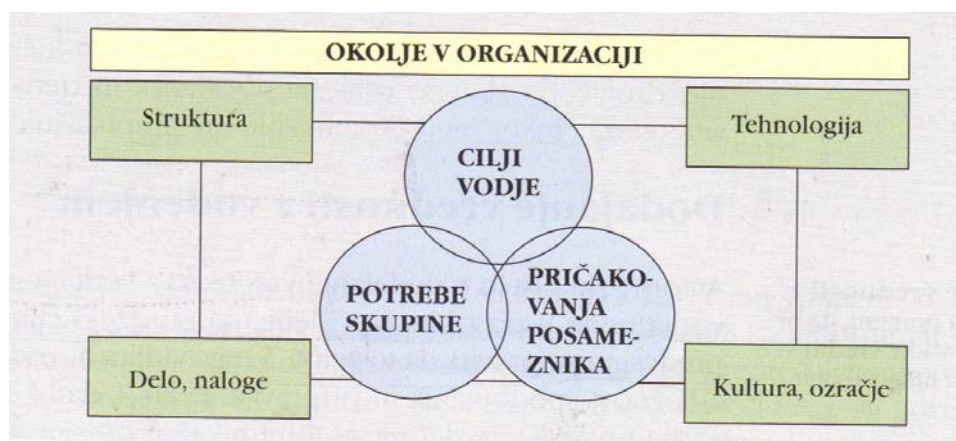 OKOLJE V ORGANIZACIJI
Struktura
Tehnologija
CILJI
VODJE
POTREBE
SKUPINE
PRIČAKO-
VANJA
POSAME-
ZNIKA
Delo, naloge
Kultura, ozračje